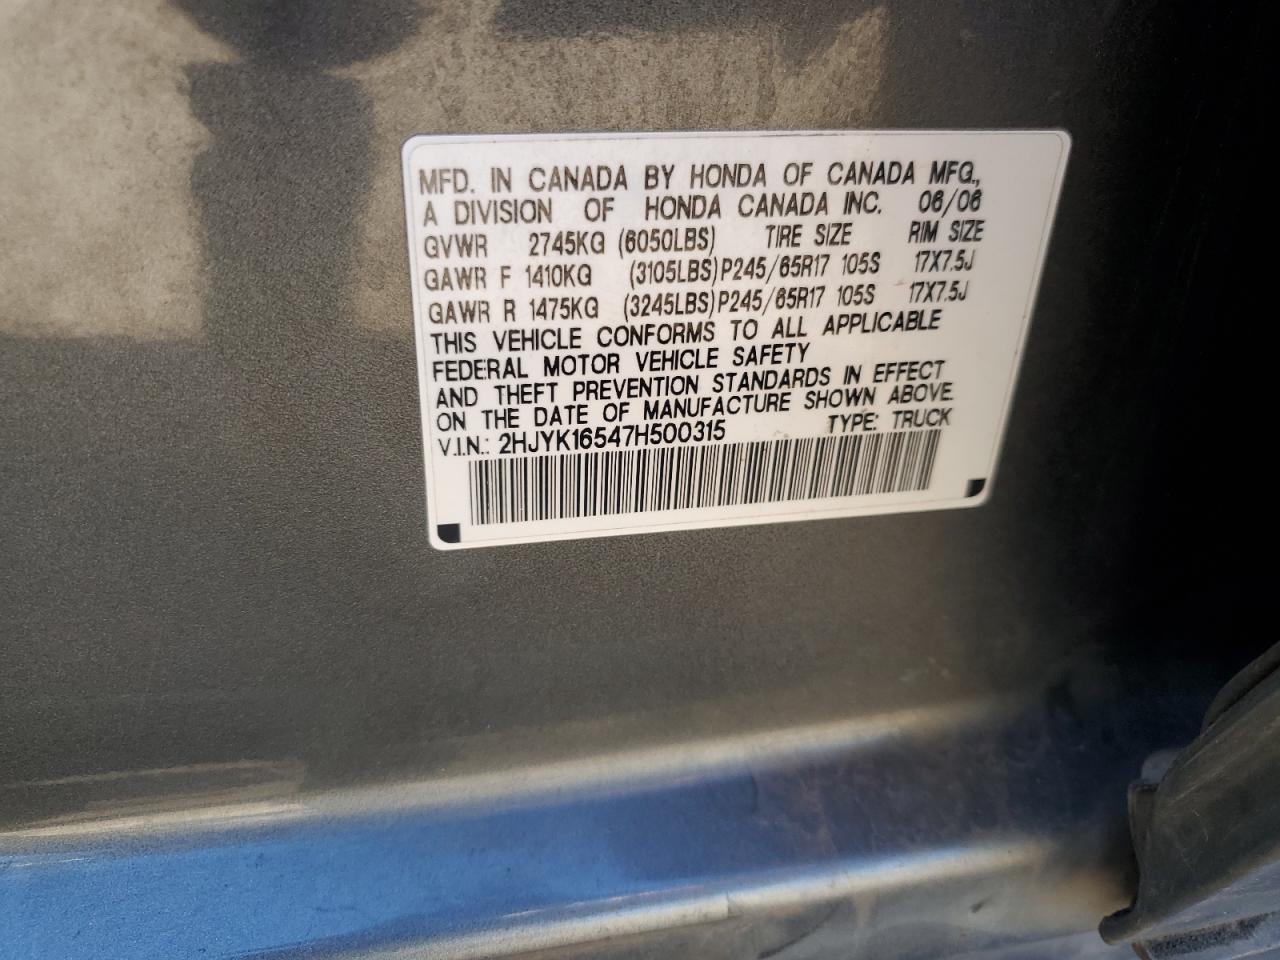 MFD. IN CANADA BY HONDA OF CANADA MFG.,
A DIVISION OF HONDA CANADA INC. 06/06
GVWR 2745KG (6050LBS) TIRE SIZE RIM SIZE
GAWR F 1410KG (3105LBS) P245/65R17 105S 17X7.5J
GAWR R 1475KG (3245LBS) P245/65R17 105S 17X7.5J
THIS VEHICLE CONFORMS TO ALL APPLICABLE
FEDERAL MOTOR VEHICLE SAFETY
AND THEFT PREVENTION STANDARDS IN EFFECT
ON THE DATE OF MANUFACTURE SHOWN ABOVE.
V.I.N.: 2HJYK16547H500315 TYPE: TRUCK